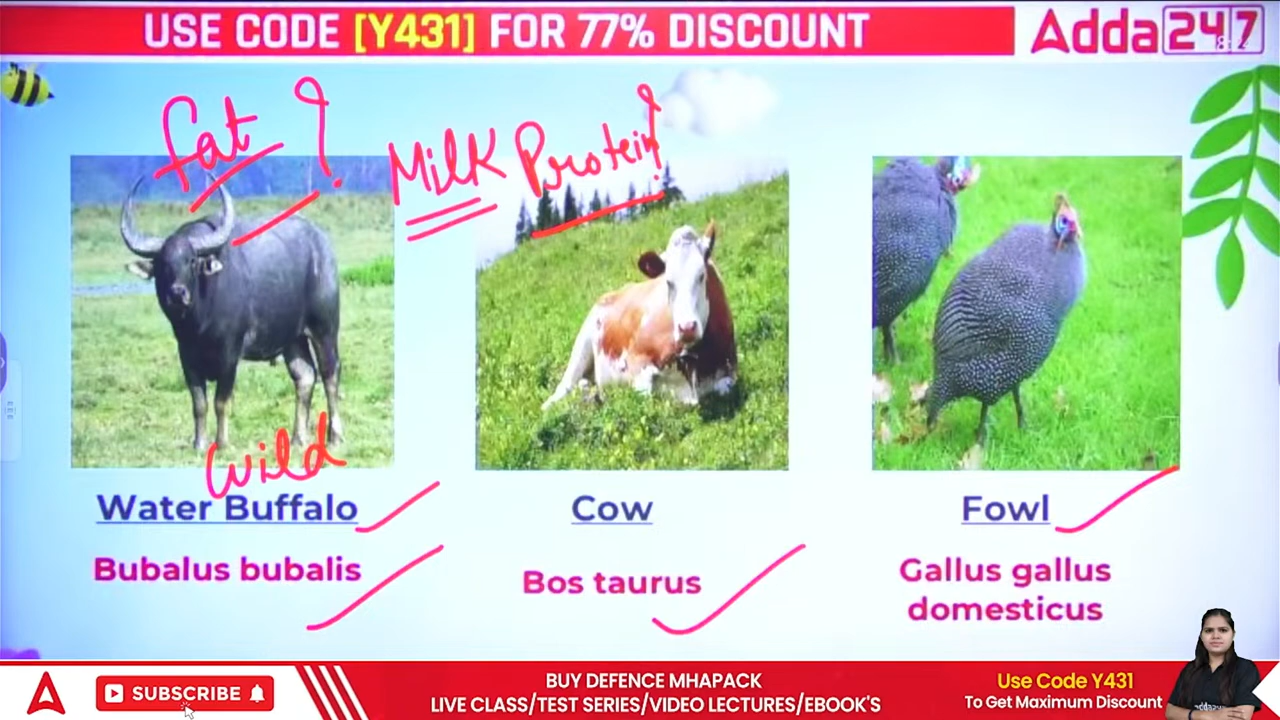 USE CODE [Y431] FOR 77% DISCOUNT
Adda 247
Fat ?
Milk Protein?
Wild
Water Buffalo
Cow
Fowl
Bubalus bubalis
Bos taurus
Gallus gallus
domesticus
SUBSCRIBE
BUY DEFENCE MHAPACK
LIVE CLASS/TEST SERIES/VIDEO LECTURES/EBOOK'S
Use Code Y431
To Get Maximum Discount